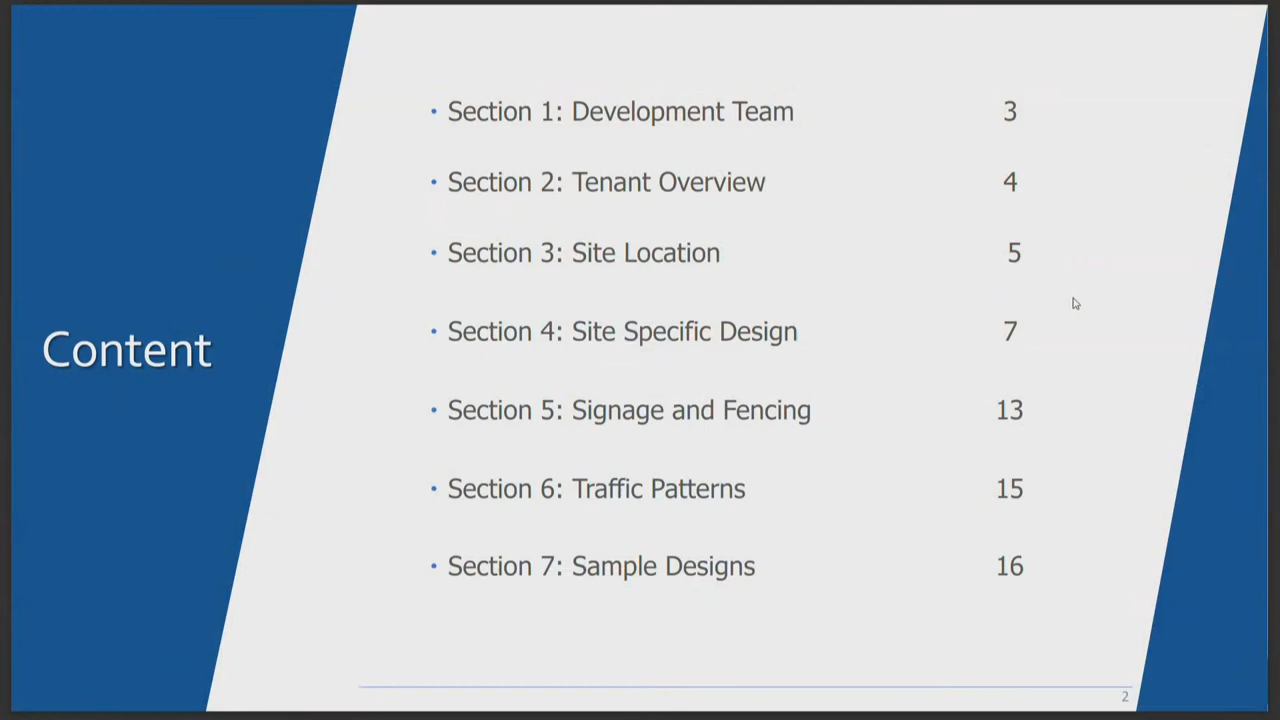 Content
• Section 1: Development Team 3
• Section 2: Tenant Overview 4
• Section 3: Site Location 5
• Section 4: Site Specific Design 7
• Section 5: Signage and Fencing 13
• Section 6: Traffic Patterns 15
• Section 7: Sample Designs 16
2